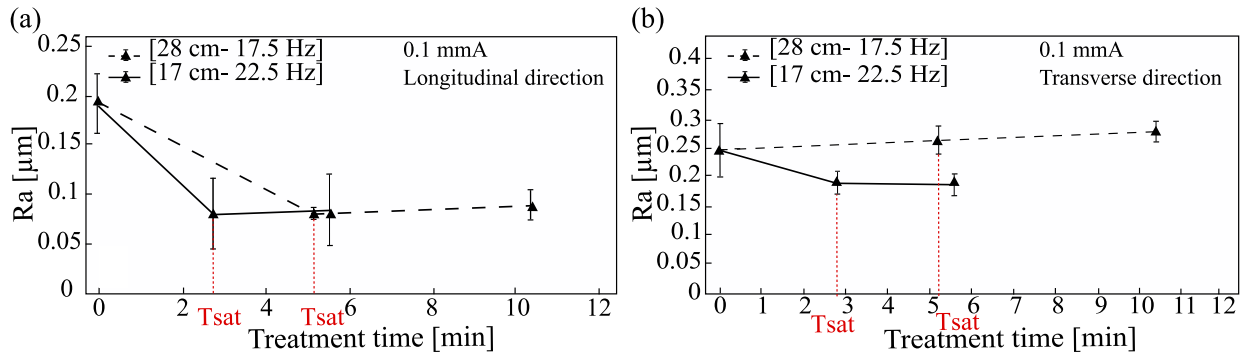 (a)
[28 cm- 17.5 Hz]
[17 cm- 22.5 Hz]
0.1 mmA
Longitudinal direction
Ra [µm]
0.25
0.2
0.15
0.1
0.05
0
0 2 4 6 8 10 12
Tsat Tsat
Treatment time [min]
(b)
[28 cm- 17.5 Hz]
[17 cm- 22.5 Hz]
0.1 mmA
Transverse direction
Ra [µm]
0.4
0.35
0.3
0.25
0.2
0.15
0.1
0.05
0
0 1 2 3 4 5 6 7 8 9 10 11 12
Tsat Tsat
Treatment time [min]